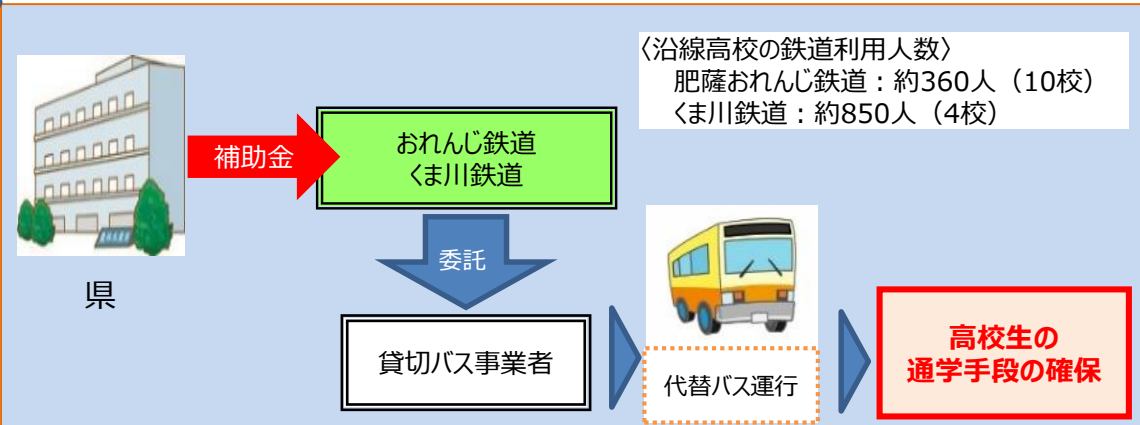 〈沿線高校の鉄道利用人数〉
肥薩おれんじ鉄道：約360人（10校）
くま川鉄道：約850人（4校）
補助金
おれんじ鉄道
くま川鉄道
県
委託
貸切バス事業者
代替バス運行
高校生の
通学手段の確保